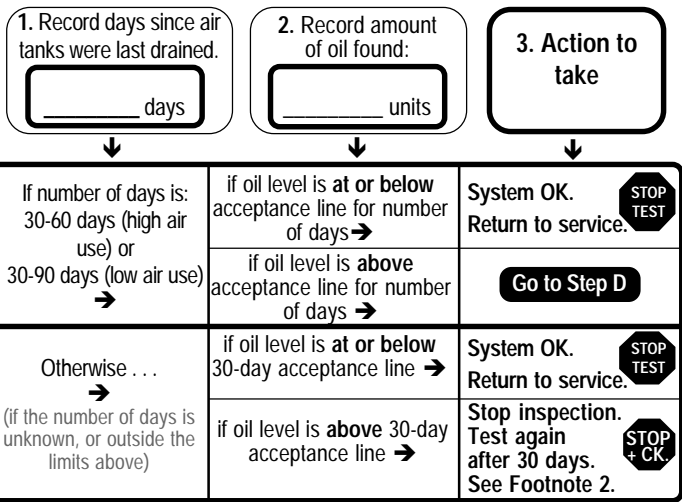 1. Record days since air
tanks were last drained.
_________ days
2. Record amount
of oil found:
_________ units
3. Action to
take
If number of days is:
30-60 days (high air
use) or
30-90 days (low air use)
➔
if oil level is at or below
acceptance line for number
of days➔
System OK.
Return to service.
STOP
TEST
if oil level is above
acceptance line for number
of days ➔
Go to Step D
Otherwise . . .
➔
(if the number of days is
unknown, or outside the
limits above)
if oil level is at or below
30-day acceptance line ➔
System OK.
Return to service.
STOP
TEST
if oil level is above 30-day
acceptance line ➔
Stop inspection.
Test again
after 30 days.
See Footnote 2.
STOP
+ CK.